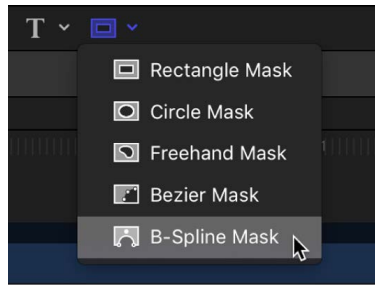 T
Rectangle Mask
Circle Mask
Freehand Mask
Bezier Mask
B-Spline Mask